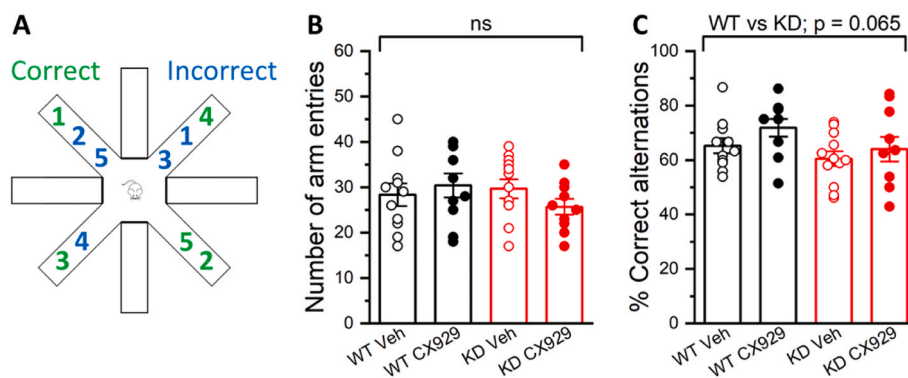 A
Correct
Incorrect
1
2
5
4
1
3
3
4
5
2
B
ns
Number of arm entries
60
50
40
30
20
10
0
WT Veh
WT CX929
KD Veh
KD CX929
C
WT vs KD; p = 0.065
% Correct alternations
100
80
60
40
20
0
WT Veh
WT CX929
KD Veh
KD CX929